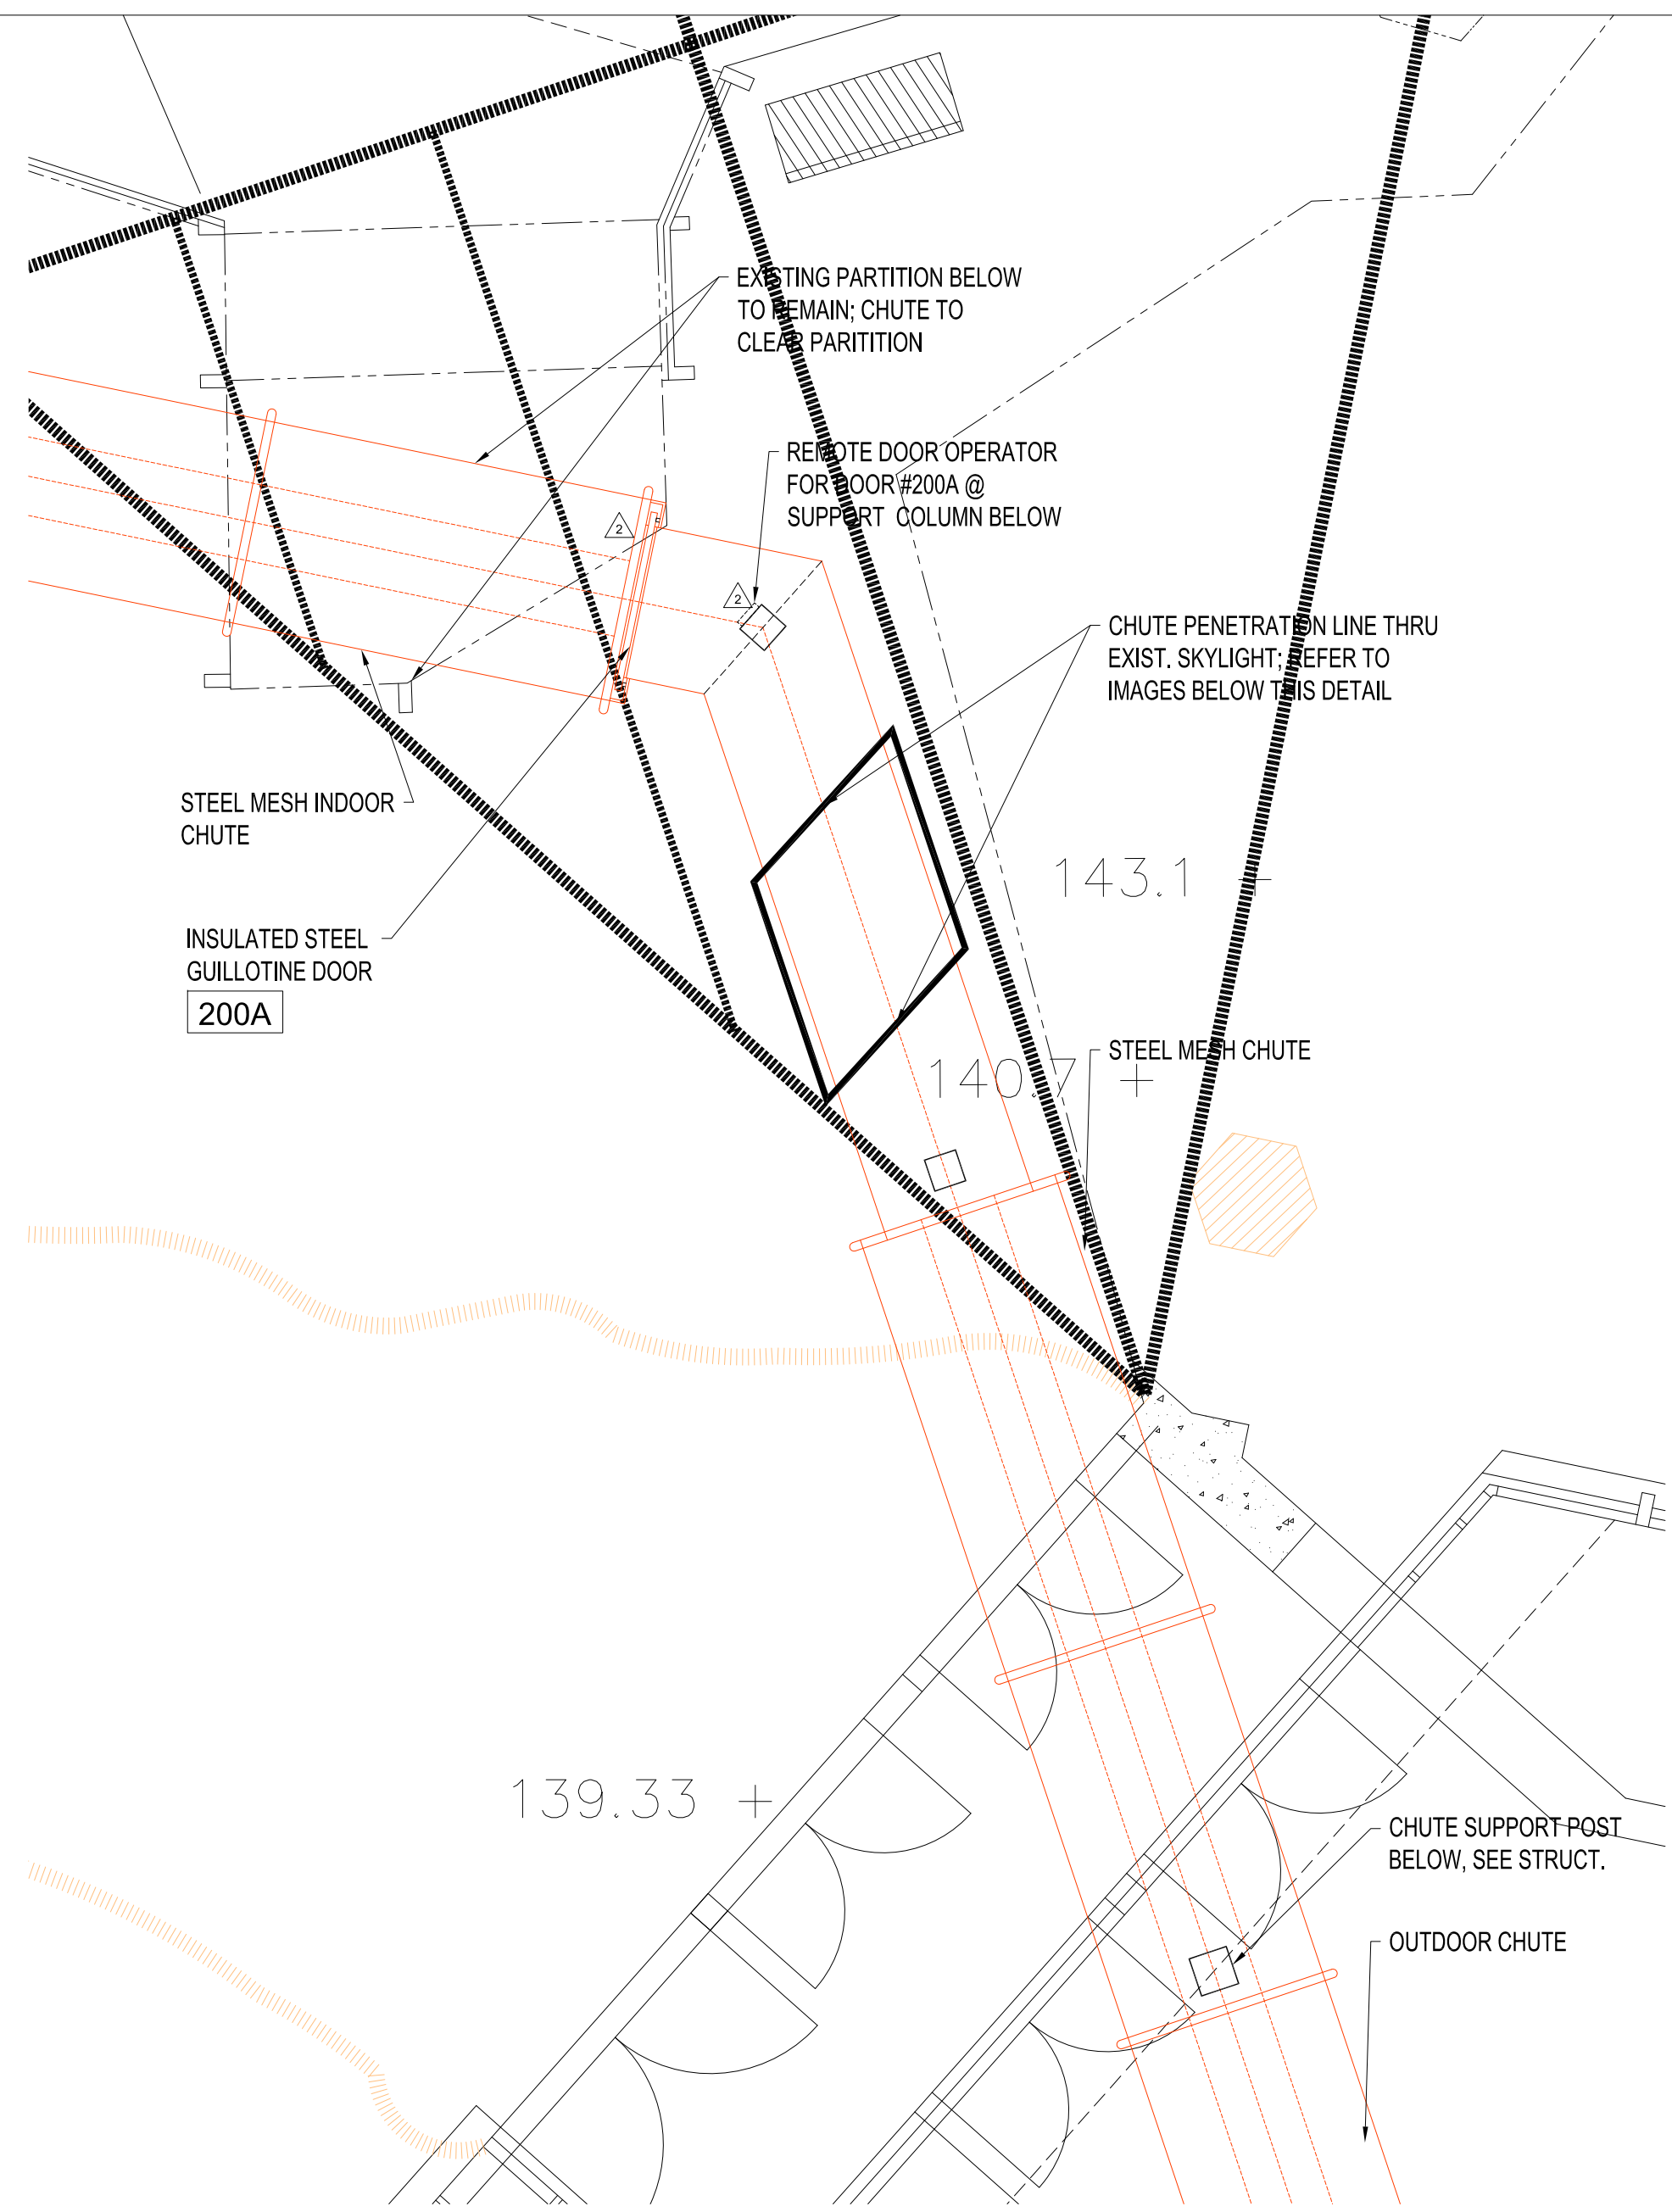 EXISTING PARTITION BELOW
TO REMAIN; CHUTE TO
CLEAR PARITITION
REMOTE DOOR OPERATOR
FOR DOOR #200A @
SUPPORT COLUMN BELOW
2
2
CHUTE PENETRATION LINE THRU
EXIST. SKYLIGHT; REFER TO
IMAGES BELOW THIS DETAIL
STEEL MESH INDOOR
CHUTE
143.1 +
INSULATED STEEL
GUILLOTINE DOOR
200A
STEEL MESH CHUTE
140.7 +
139.33 +
CHUTE SUPPORT POST
BELOW, SEE STRUCT.
OUTDOOR CHUTE